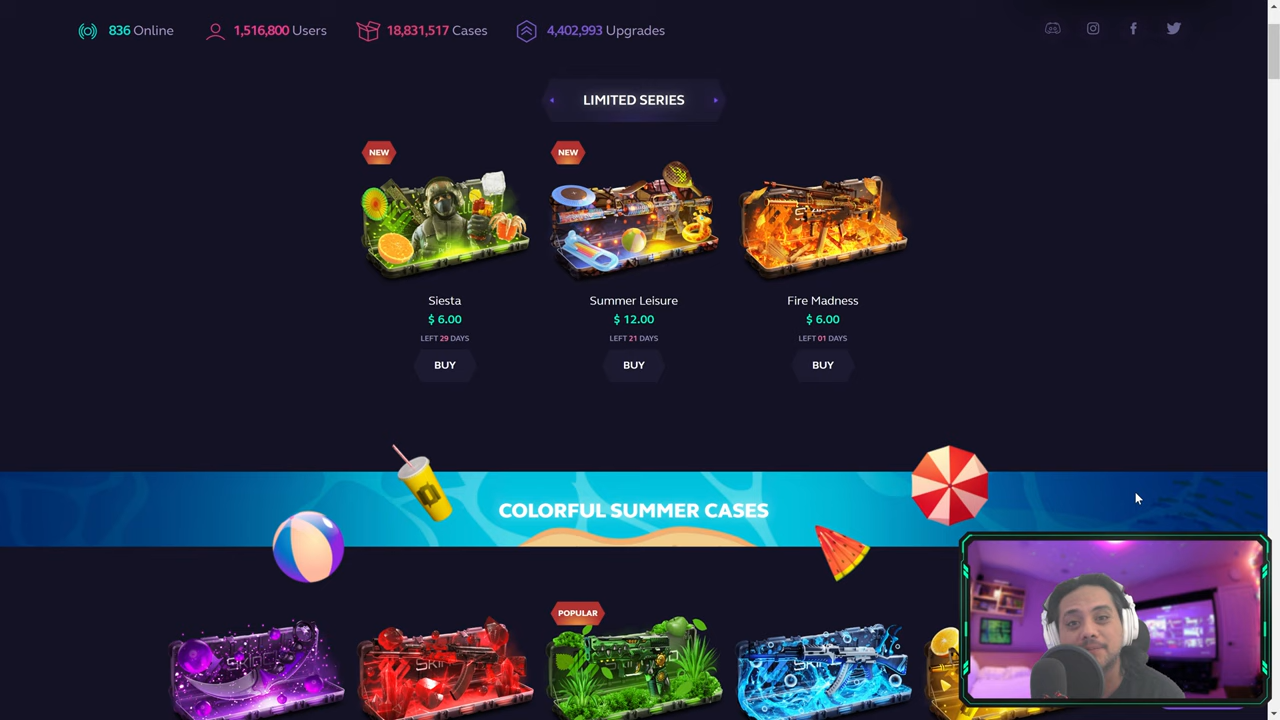 836 Online
1,516,800 Users
18,831,517 Cases
4,402,993 Upgrades
LIMITED SERIES
NEW
NEW
Siesta
Summer Leisure
Fire Madness
$ 6.00
$ 12.00
$ 6.00
LEFT 29 DAYS
LEFT 21 DAYS
LEFT 01 DAYS
BUY
BUY
BUY
COLORFUL SUMMER CASES
POPULAR